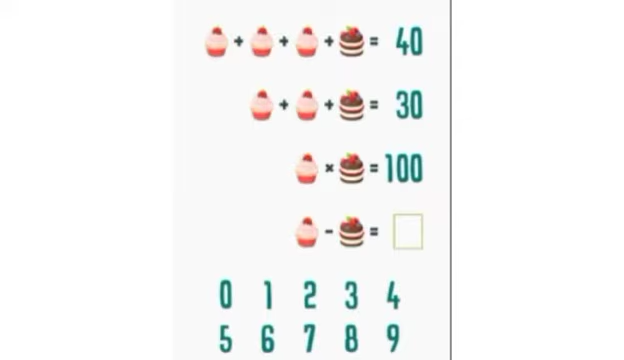 + + + = 40
+ + = 30
× = 100
- =
0 1 2 3 4
5 6 7 8 9